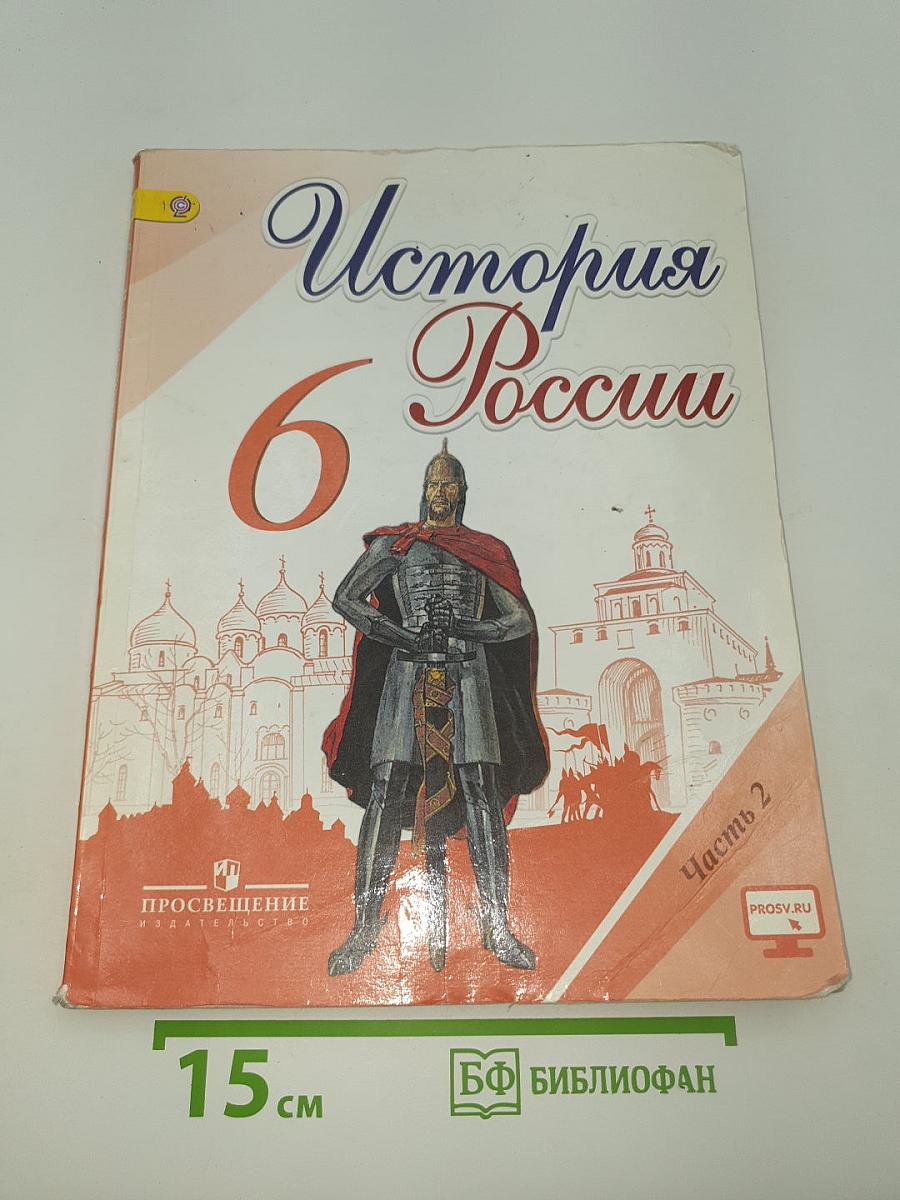 История
России
6
Часть 2
ПРОСВЕЩЕНИЕ
ИЗДАТЕЛЬСТВО
PROSV.RU
15 см
БФ БИБЛИОФАН